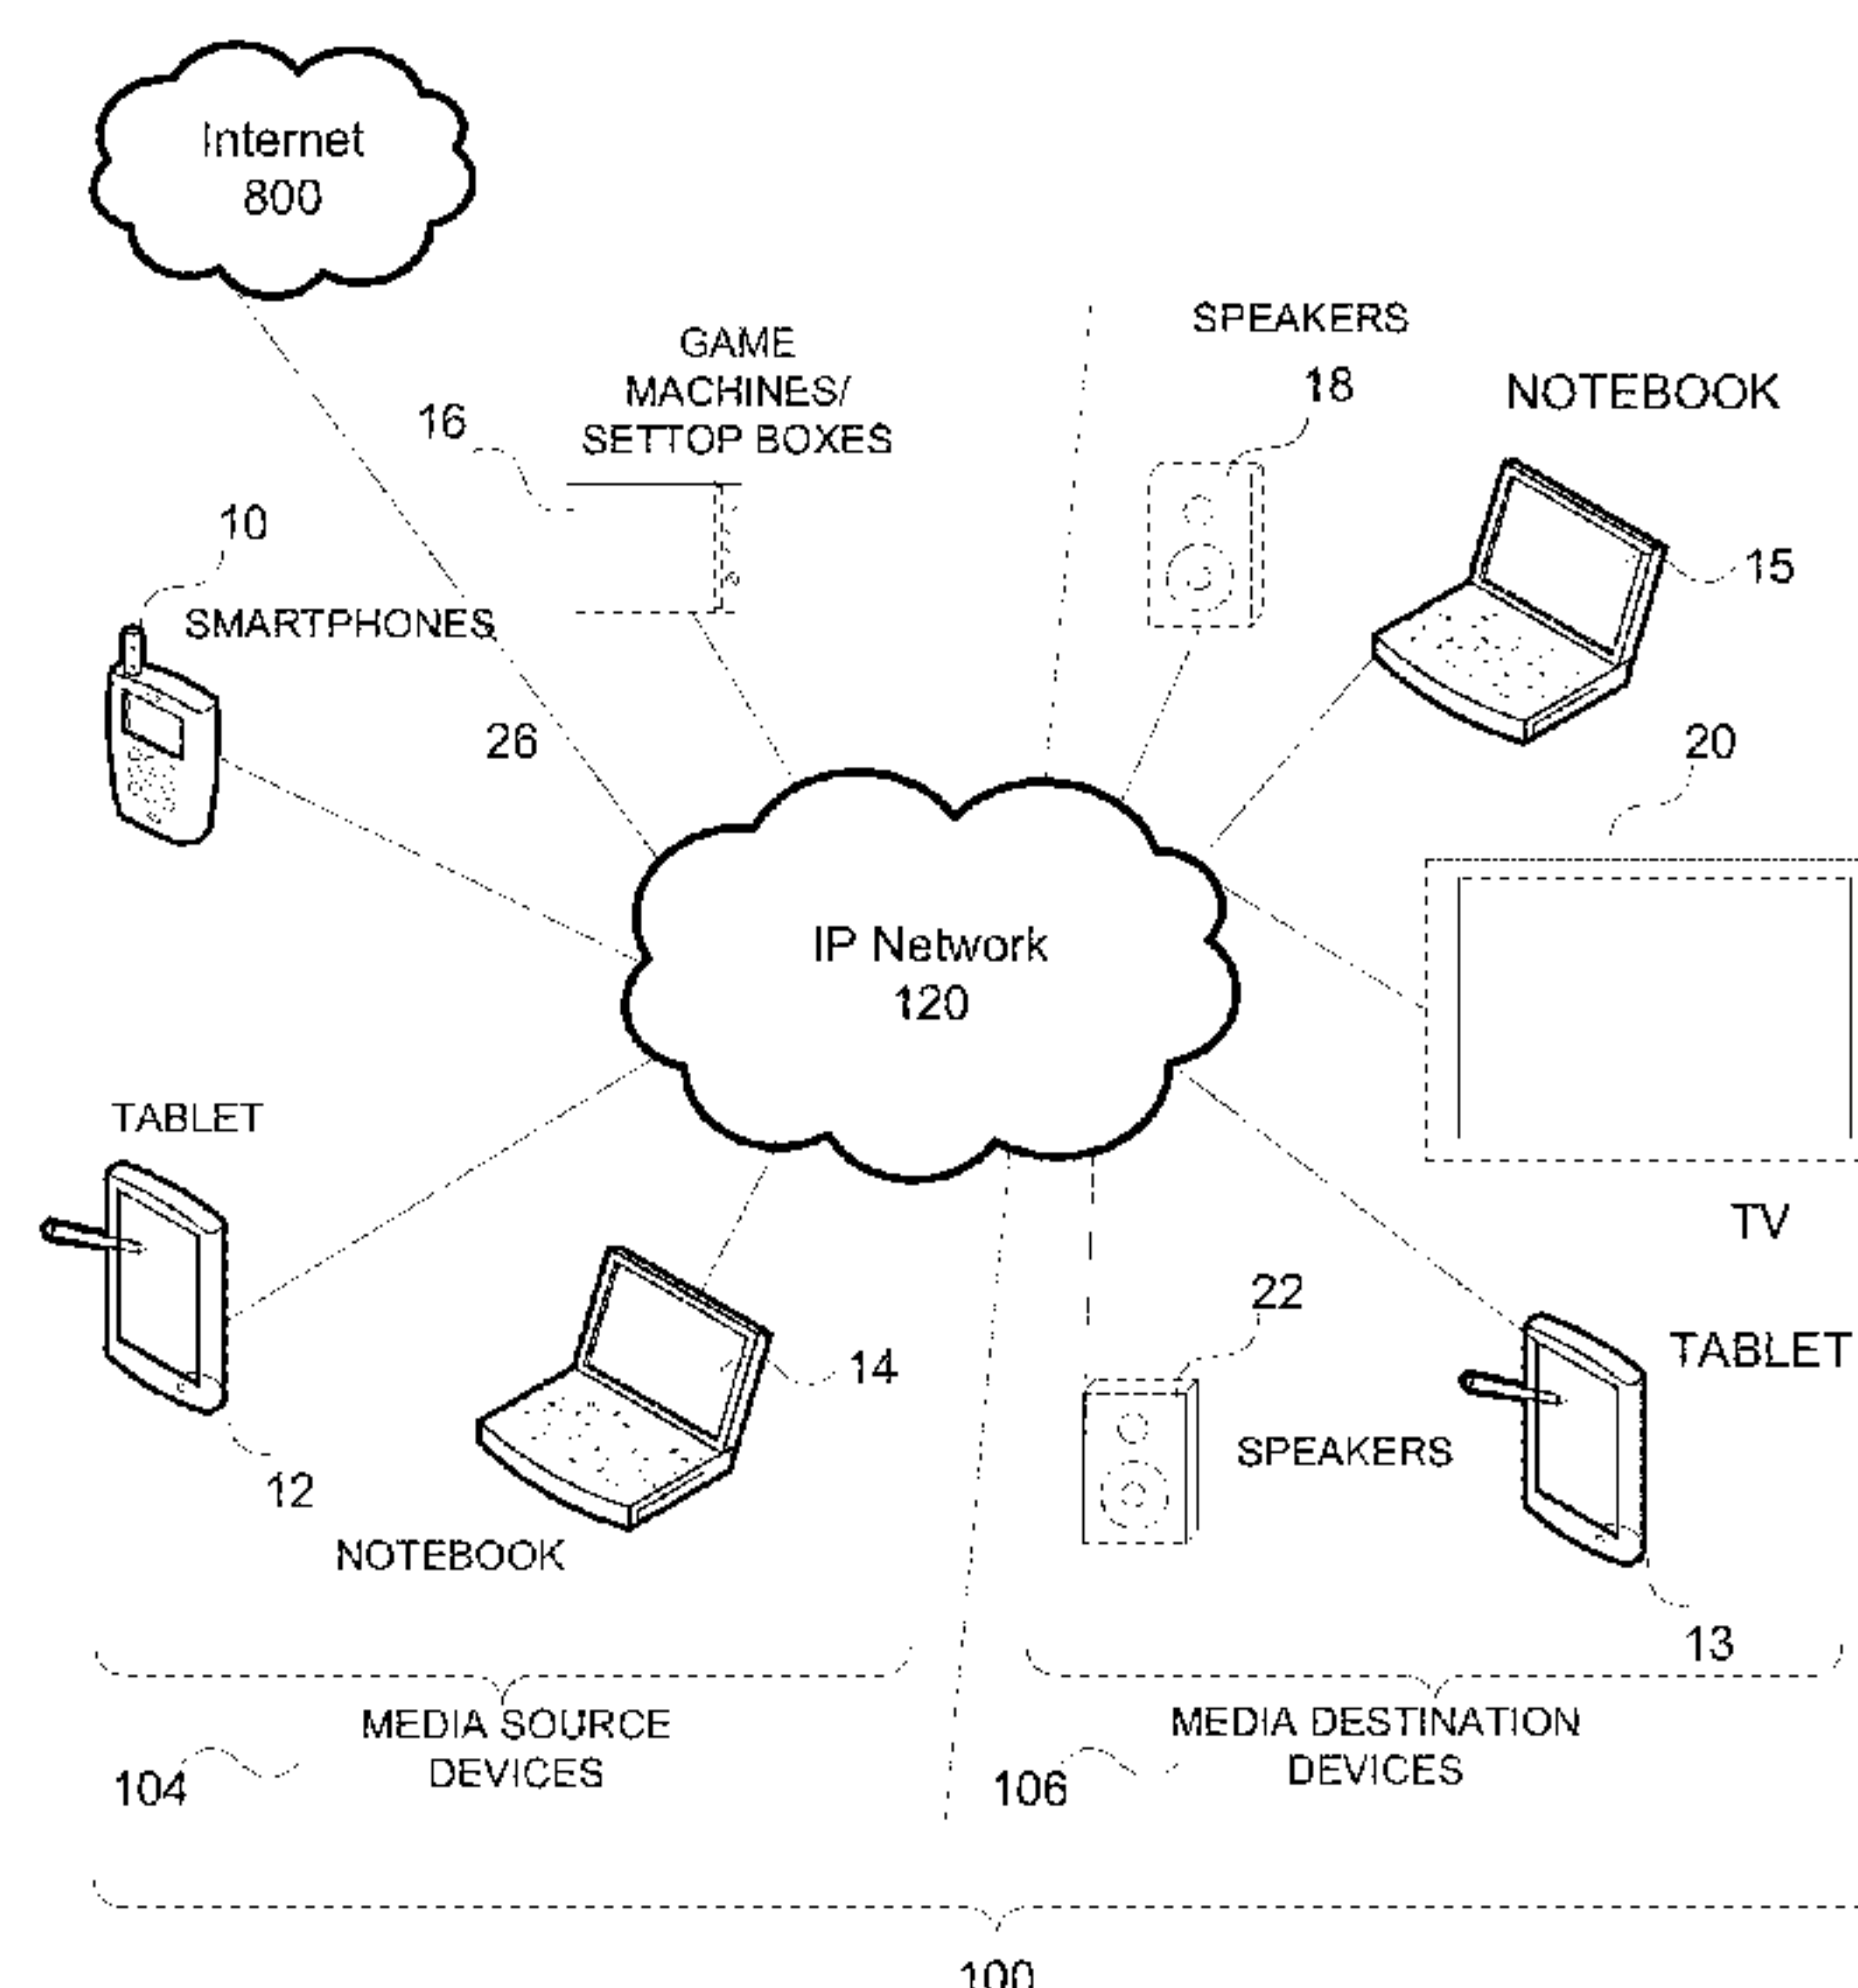 Internet
800
GAME
MACHINES/
SETTOP BOXES
16
10
SMARTPHONES
26
SPEAKERS
18
NOTEBOOK
15
20
IP Network
120
TV
TABLET
12
14
NOTEBOOK
22
SPEAKERS
TABLET
13
MEDIA SOURCE
DEVICES
104
MEDIA DESTINATION
DEVICES
106
100